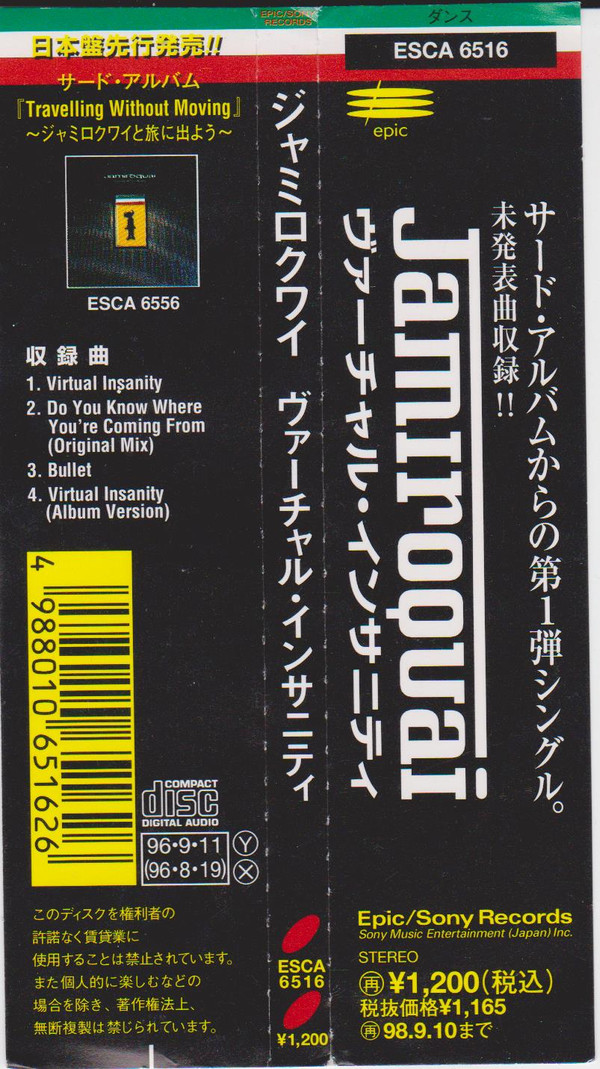 日本盤先行発売!!
サード・アルバム
『Travelling Without Moving』
〜ジャミロクワイと旅に出よう〜
Jamiroquai
ESCA 6556
収録曲
1. Virtual Insanity
2. Do You Know Where
You're Coming From
(Original Mix)
3. Bullet
4. Virtual Insanity
(Album Version)
4 988010 651626
COMPACT
disc
DIGITAL AUDIO
96・9・11 Y
(96・8・19) X
このディスクを権利者の
許諾なく賃貸業に
使用することは禁止されています。
また個人的に楽しむなどの
場合を除き、著作権法上、
無断複製は禁じられています。
EPIC/SONY
RECORDS
ジャミロクワイ ヴァーチャル・インサニティ
ESCA
6516
¥1,200
ダンス
ESCA 6516
epic
サード・アルバムからの第1弾シングル。
未発表曲収録!!
Jamiroquai
ヴァーチャル・インサニティ
Epic/Sony Records
Sony Music Entertainment (Japan) Inc.
STEREO
再 ¥1,200(税込)
税抜価格¥1,165
再 98.9.10まで